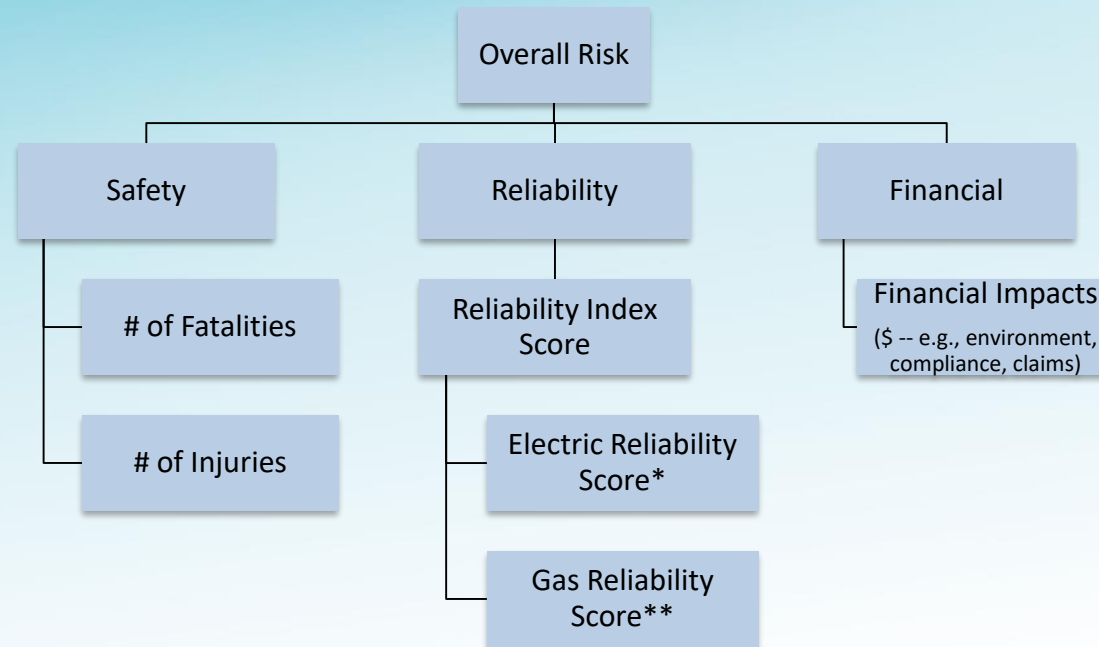 Overall Risk
Safety
Reliability
Financial
# of Fatalities
Reliability Index
Score
Financial Impacts
($ -- e.g., environment,
compliance, claims)
# of Injuries
Electric Reliability
Score*
Gas Reliability
Score**